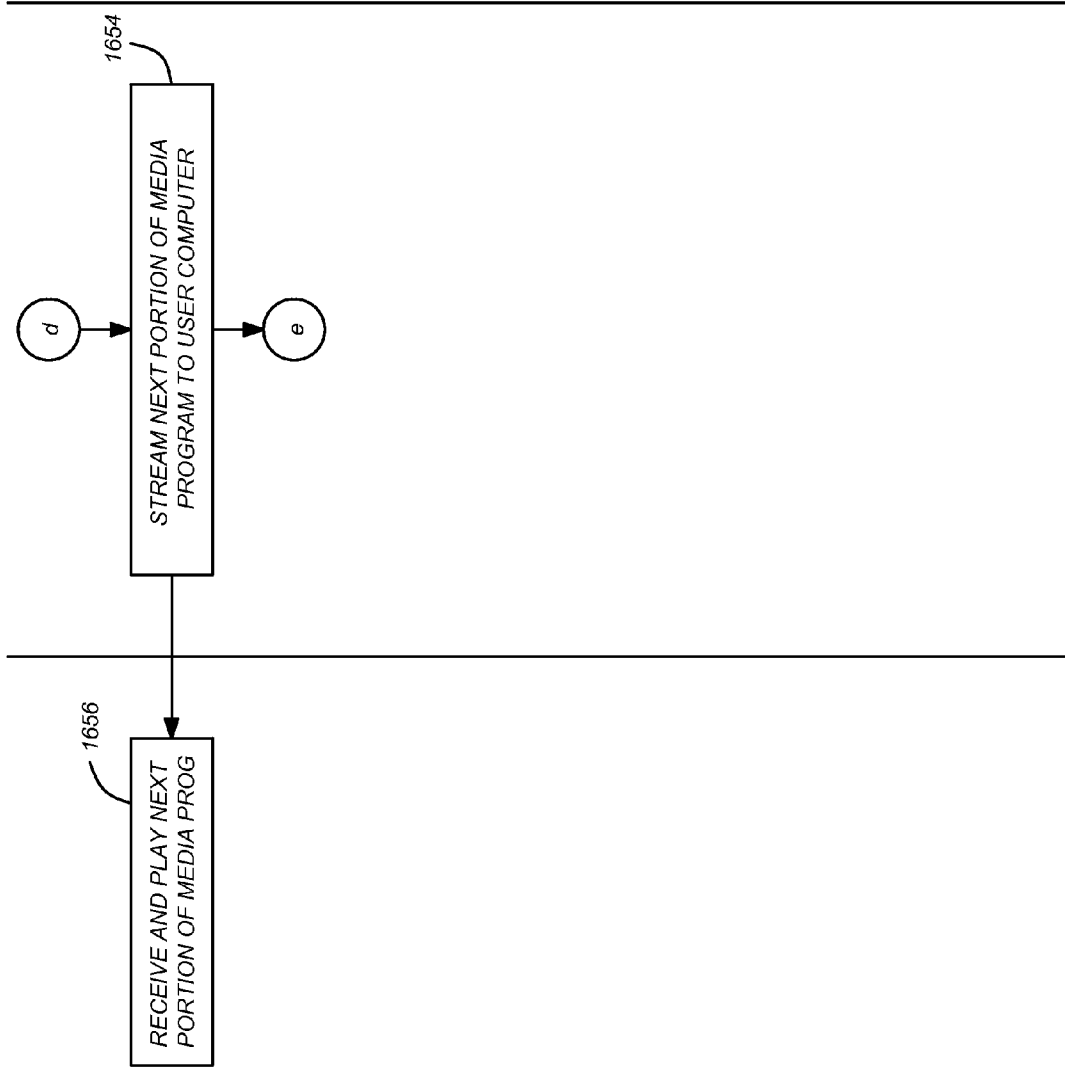 d
1654
STREAM NEXT PORTION OF MEDIA
PROGRAM TO USER COMPUTER
e
1656
RECEIVE AND PLAY NEXT
PORTION OF MEDIA PROG